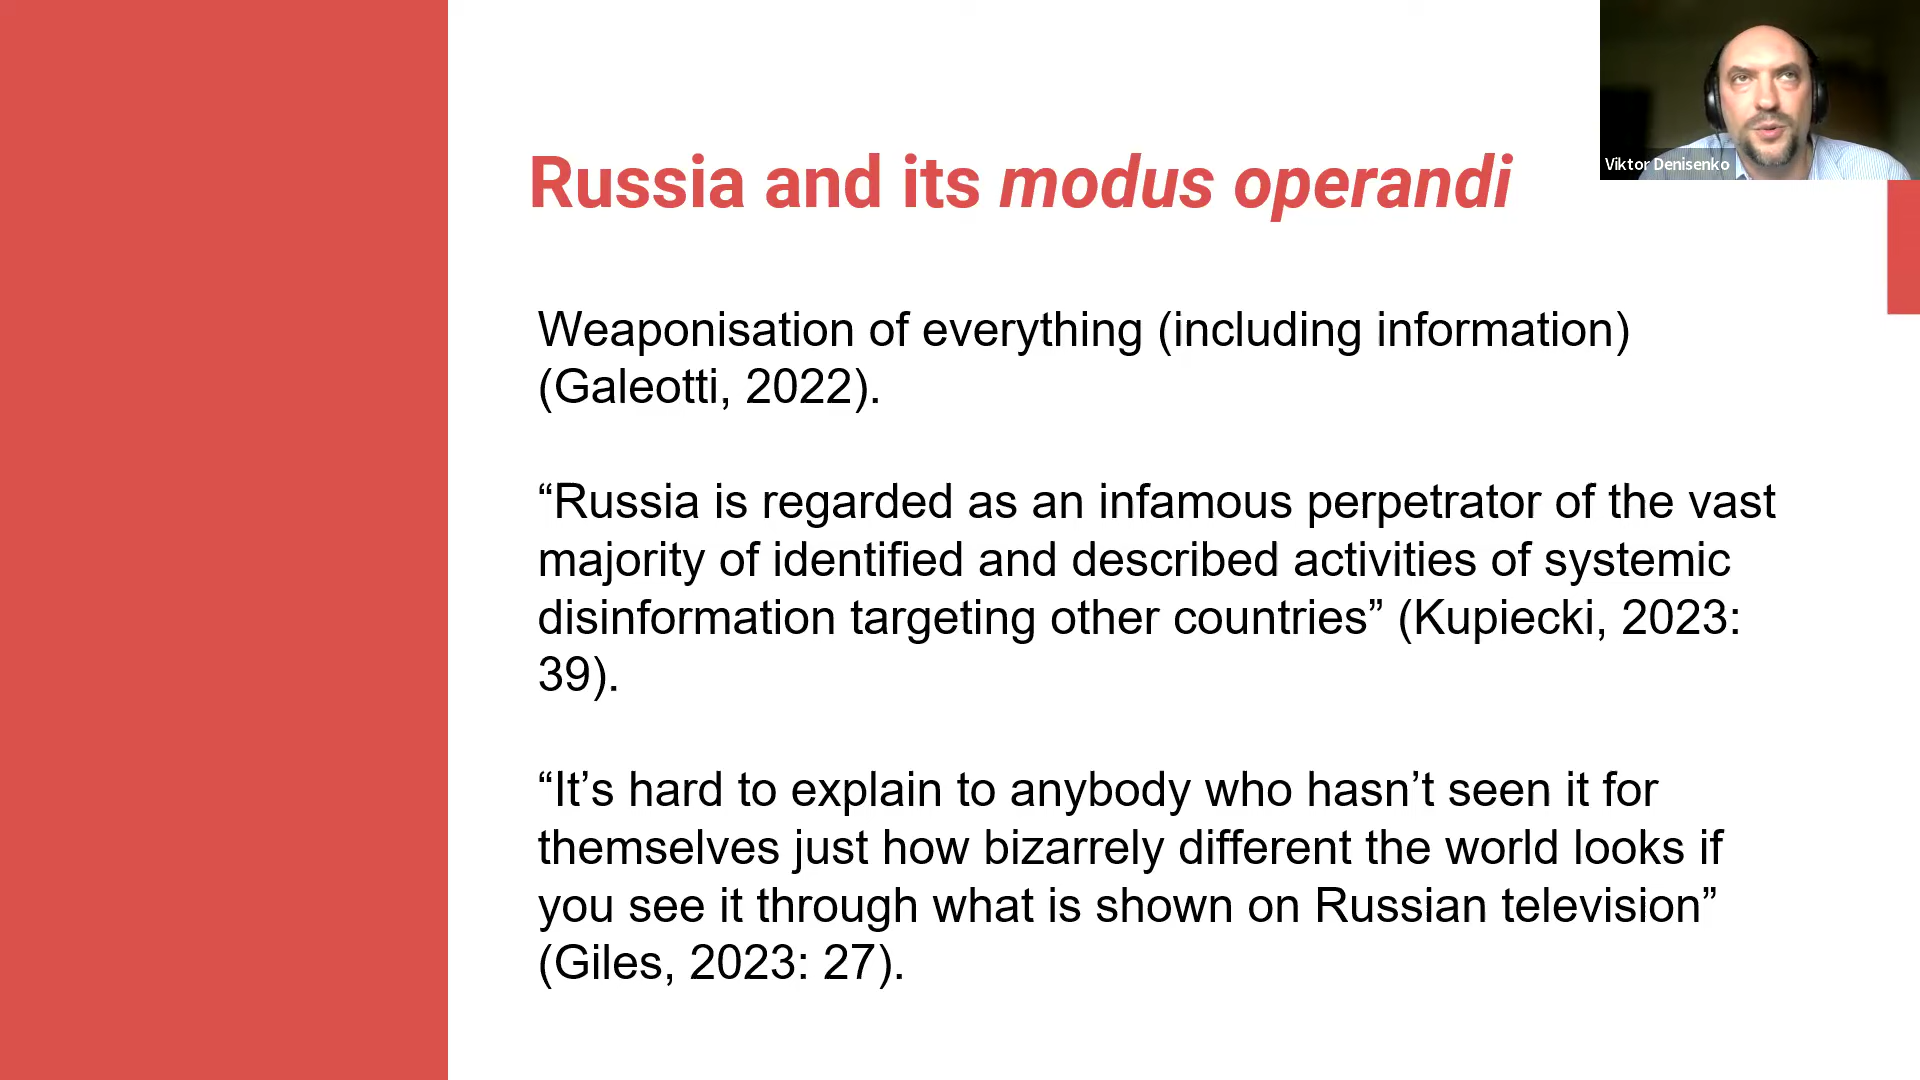 Viktor Denisenko
Russia and its modus operandi
Weaponisation of everything (including information)
(Galeotti, 2022).
“Russia is regarded as an infamous perpetrator of the vast
majority of identified and described activities of systemic
disinformation targeting other countries” (Kupiecki, 2023:
39).
“It’s hard to explain to anybody who hasn’t seen it for
themselves just how bizarrely different the world looks if
you see it through what is shown on Russian television”
(Giles, 2023: 27).